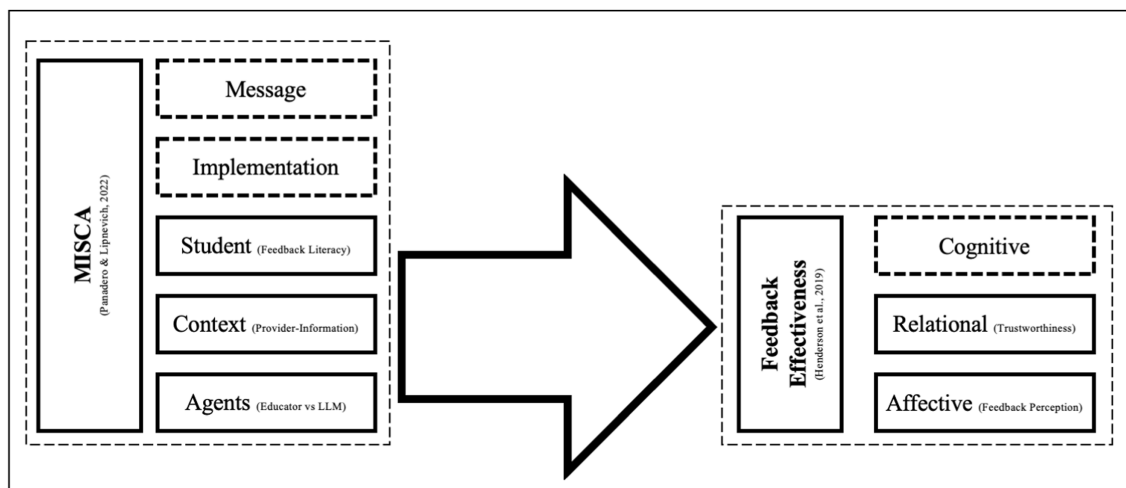 MISCA
(Panadero & Lipnevich, 2022)
Message
Implementation
Student (Feedback Literacy)
Context (Provider-Information)
Agents (Educator vs LLM)
Feedback
Effectiveness
(Henderson et al., 2019)
Cognitive
Relational (Trustworthiness)
Affective (Feedback Perception)